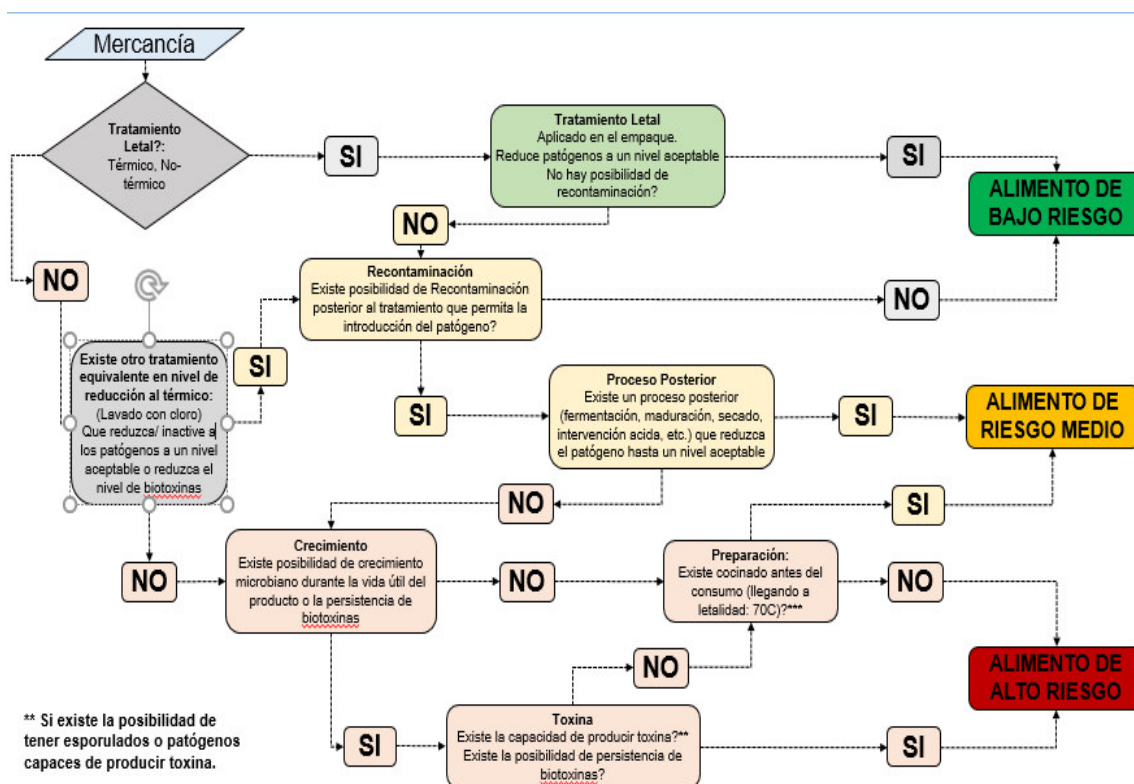 Mercancía
Tratamiento
Letal?:
Térmico, No-
térmico
SI
Tratamiento Letal
Aplicado en el empaque.
Reduce patógenos a un nivel aceptable
No hay posibilidad de
recontaminación?
SI
ALIMENTO DE
BAJO RIESGO
NO
NO
Recontaminación
Existe posibilidad de Recontaminación
posterior al tratamiento que permita la
introducción del patógeno?
NO
Existe otro tratamiento
equivalente en nivel de
reducción al térmico:
(Lavado con cloro)
Que reduzca/ inactive a
los patógenos a un nivel
aceptable o reduzca el
nivel de biotoxinas
SI
SI
Proceso Posterior
Existe un proceso posterior
(fermentación, maduración, secado,
intervención acida, etc.) que reduzca
el patógeno hasta un nivel aceptable
SI
ALIMENTO DE
RIESGO MEDIO
NO
SI
NO
Crecimiento
Existe posibilidad de crecimiento
microbiano durante la vida útil del
producto o la persistencia de
biotoxinas
NO
Preparación:
Existe cocinado antes del
consumo (llegando a
letalidad: 70C)?***
NO
NO
ALIMENTO DE
ALTO RIESGO
** Si existe la posibilidad de
tener esporulados o patógenos
capaces de producir toxina.
SI
Toxina
Existe la capacidad de producir toxina?**
Existe la posibilidad de persistencia de
biotoxinas?
SI